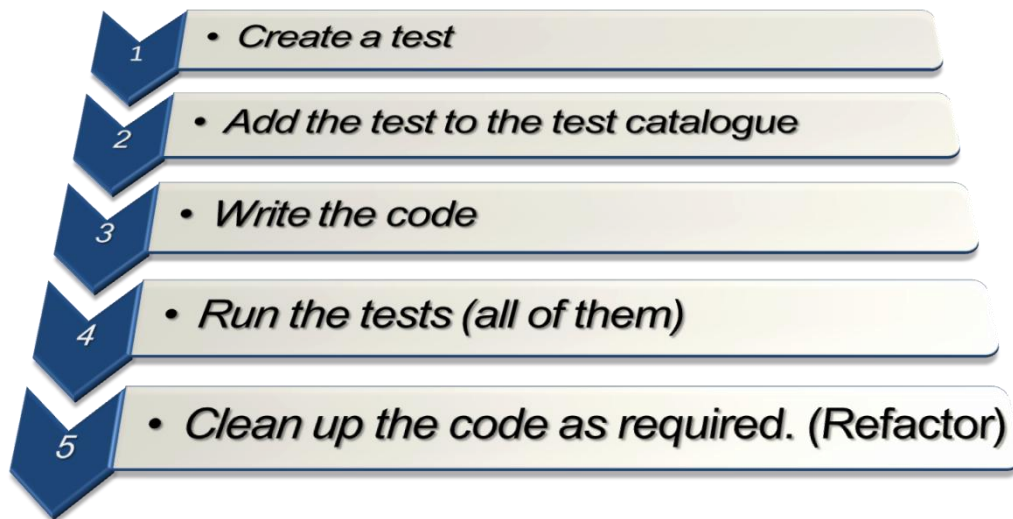 1 • Create a test
2 • Add the test to the test catalogue
3 • Write the code
4 • Run the tests (all of them)
5 • Clean up the code as required. (Refactor)